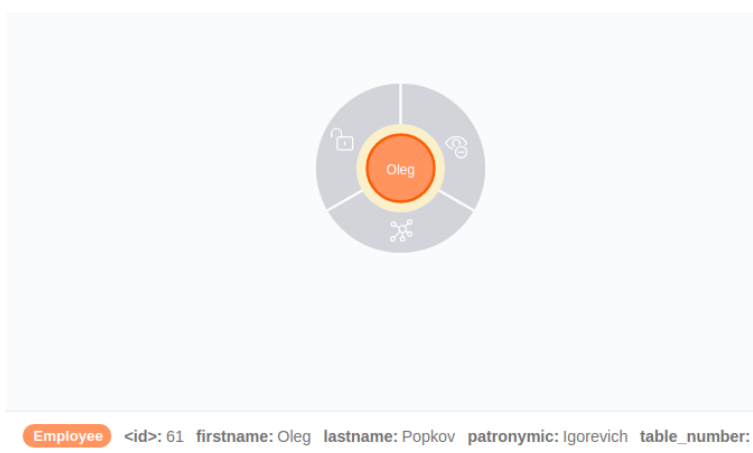 Oleg
Employee <id>: 61 firstname: Oleg lastname: Popkov patronymic: Igorevich table_number: